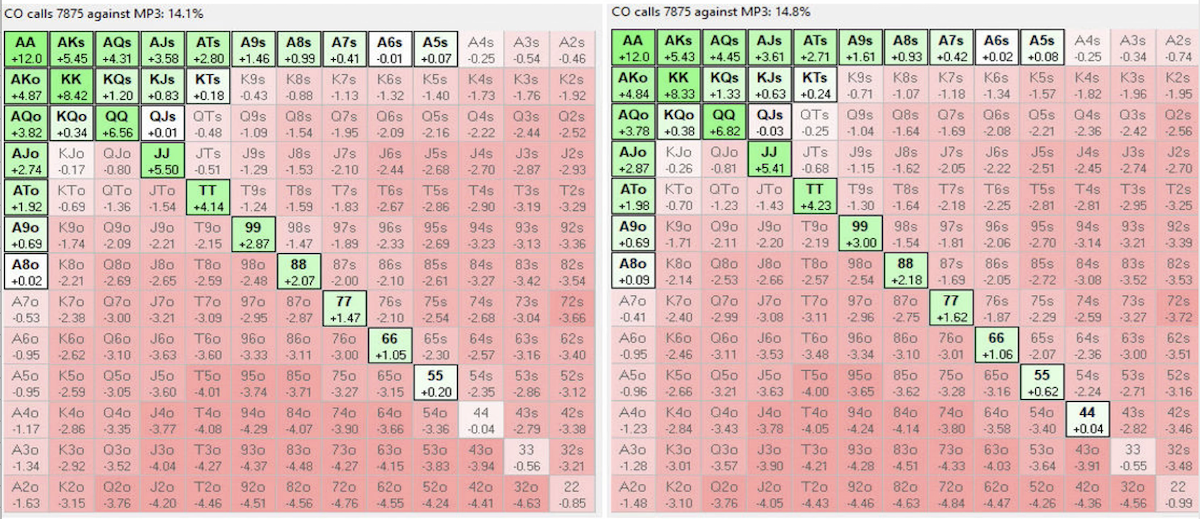 CO calls 7875 against MP3: 14.1%
AA AKs AQs AJs ATs A9s A8s A7s A6s A5s A4s A3s A2s
+12.0 +5.45 +4.31 +3.58 +2.80 +1.46 +0.99 +0.41 -0.01 +0.07 -0.25 -0.54 -0.46
AKo KK KQs KJs KTs K9s K8s K7s K6s K5s K4s K3s K2s
+4.87 +8.42 +1.20 +0.83 +0.18 -0.43 -0.88 -1.13 -1.32 -1.40 -1.73 -1.76 -1.92
AQo KQo QQ QJs QTs Q9s Q8s Q7s Q6s Q5s Q4s Q3s Q2s
+3.82 +0.34 +6.56 +0.01 -0.48 -1.09 -1.54 -1.95 -2.09 -2.16 -2.22 -2.44 -2.52
AJo KJo QJo JJ JTs J9s J8s J7s J6s J5s J4s J3s J2s
+2.74 -0.17 -0.80 +5.50 -0.51 -1.29 -1.53 -2.10 -2.44 -2.68 -2.70 -2.87 -2.93
ATo KTo QTo JTo TT T9s T8s T7s T6s T5s T4s T3s T2s
+1.92 -0.69 -1.36 -1.54 +4.14 -1.24 -1.59 -1.83 -2.67 -2.86 -2.90 -3.19 -3.29
A9o K9o Q9o J9o T9o 99 98s 97s 96s 95s 94s 93s 92s
+0.69 -1.74 -2.09 -2.21 -2.15 +2.87 -1.47 -1.89 -2.33 -2.69 -3.23 -3.13 -3.36
A8o K8o Q8o J8o T8o 98o 88 87s 86s 85s 84s 83s 82s
+0.02 -2.21 -2.69 -2.65 -2.59 -2.48 +2.07 -2.00 -2.10 -2.61 -3.27 -3.42 -3.54
A7o K7o Q7o J7o T7o 97o 87o 77 76s 75s 74s 73s 72s
-0.53 -2.38 -3.00 -3.21 -3.09 -2.95 -2.87 +1.47 -2.10 -2.54 -2.68 -3.04 -3.66
A6o K6o Q6o J6o T6o 96o 86o 76o 66 65s 64s 63s 62s
-0.95 -2.62 -3.10 -3.63 -3.60 -3.33 -3.11 -3.00 +1.05 -2.30 -2.57 -3.16 -3.40
A5o K5o Q5o J5o T5o 95o 85o 75o 65o 55 54s 53s 52s
-0.95 -2.59 -3.05 -3.60 -4.01 -3.74 -3.71 -3.27 -3.15 +0.20 -2.35 -2.86 -3.12
A4o K4o Q4o J4o T4o 94o 84o 74o 64o 54o 44 43s 42s
-1.17 -2.86 -3.35 -3.77 -4.08 -4.29 -4.07 -3.90 -3.66 -3.36 -0.04 -2.79 -3.38
A3o K3o Q3o J3o T3o 93o 83o 73o 63o 53o 43o 33 32s
-1.34 -2.92 -3.52 -4.04 -4.27 -4.37 -4.48 -4.27 -4.15 -3.83 -3.94 -0.56 -3.21
A2o K2o Q2o J2o T2o 92o 82o 72o 62o 52o 42o 32o 22
-1.63 -3.15 -3.76 -4.20 -4.46 -4.51 -4.56 -4.76 -4.55 -4.24 -4.41 -4.63 -0.85
CO calls 7875 against MP3: 14.8%
AA AKs AQs AJs ATs A9s A8s A7s A6s A5s A4s A3s A2s
+12.0 +5.43 +4.45 +3.61 +2.71 +1.61 +0.93 +0.42 +0.02 +0.08 -0.25 -0.34 -0.74
AKo KK KQs KJs KTs K9s K8s K7s K6s K5s K4s K3s K2s
+4.84 +8.33 +1.33 +0.63 +0.24 -0.71 -1.07 -1.18 -1.34 -1.57 -1.82 -1.96 -1.95
AQo KQo QQ QJs QTs Q9s Q8s Q7s Q6s Q5s Q4s Q3s Q2s
+3.78 +0.38 +6.82 -0.03 -0.25 -1.04 -1.64 -1.69 -2.08 -2.21 -2.36 -2.42 -2.56
AJo KJo QJo JJ JTs J9s J8s J7s J6s J5s J4s J3s J2s
+2.87 -0.26 -0.81 +5.41 -0.68 -1.15 -1.62 -2.05 -2.22 -2.51 -2.45 -2.74 -2.70
ATo KTo QTo JTo TT T9s T8s T7s T6s T5s T4s T3s T2s
+1.98 -0.70 -1.23 -1.43 +4.23 -1.30 -1.64 -2.18 -2.25 -2.81 -2.81 -2.95 -3.25
A9o K9o Q9o J9o T9o 99 98s 97s 96s 95s 94s 93s 92s
+0.69 -1.71 -2.11 -2.20 -2.19 +3.00 -1.54 -1.81 -2.06 -2.70 -3.14 -3.21 -3.39
A8o K8o Q8o J8o T8o 98o 88 87s 86s 85s 84s 83s 82s
+0.09 -2.14 -2.53 -2.66 -2.57 -2.54 +2.18 -1.69 -2.05 -2.72 -3.08 -3.52 -3.53
A7o K7o Q7o J7o T7o 97o 87o 77 76s 75s 74s 73s 72s
-0.41 -2.40 -2.99 -3.08 -3.11 -2.96 -2.75 +1.62 -1.87 -2.29 -2.59 -3.27 -3.72
A6o K6o Q6o J6o T6o 96o 86o 76o 66 65s 64s 63s 62s
-0.95 -2.46 -3.11 -3.53 -3.48 -3.34 -3.10 -3.01 +1.06 -2.07 -2.36 -3.00 -3.51
A5o K5o Q5o J5o T5o 95o 85o 75o 65o 55 54s 53s 52s
-0.96 -2.66 -3.21 -3.63 -4.00 -3.65 -3.62 -3.28 -3.16 +0.62 -2.24 -2.71 -3.16
A4o K4o Q4o J4o T4o 94o 84o 74o 64o 54o 44 43s 42s
-1.23 -2.84 -3.43 -3.78 -4.05 -4.24 -4.14 -3.80 -3.58 -3.40 +0.04 -2.82 -3.46
A3o K3o Q3o J3o T3o 93o 83o 73o 63o 53o 43o 33 32s
-1.28 -3.01 -3.57 -3.90 -4.21 -4.28 -4.51 -4.33 -4.03 -3.64 -3.91 -0.55 -3.48
A2o K2o Q2o J2o T2o 92o 82o 72o 62o 52o 42o 32o 22
-1.48 -3.10 -3.76 -4.05 -4.43 -4.46 -4.63 -4.84 -4.47 -4.26 -4.36 -4.56 -0.99